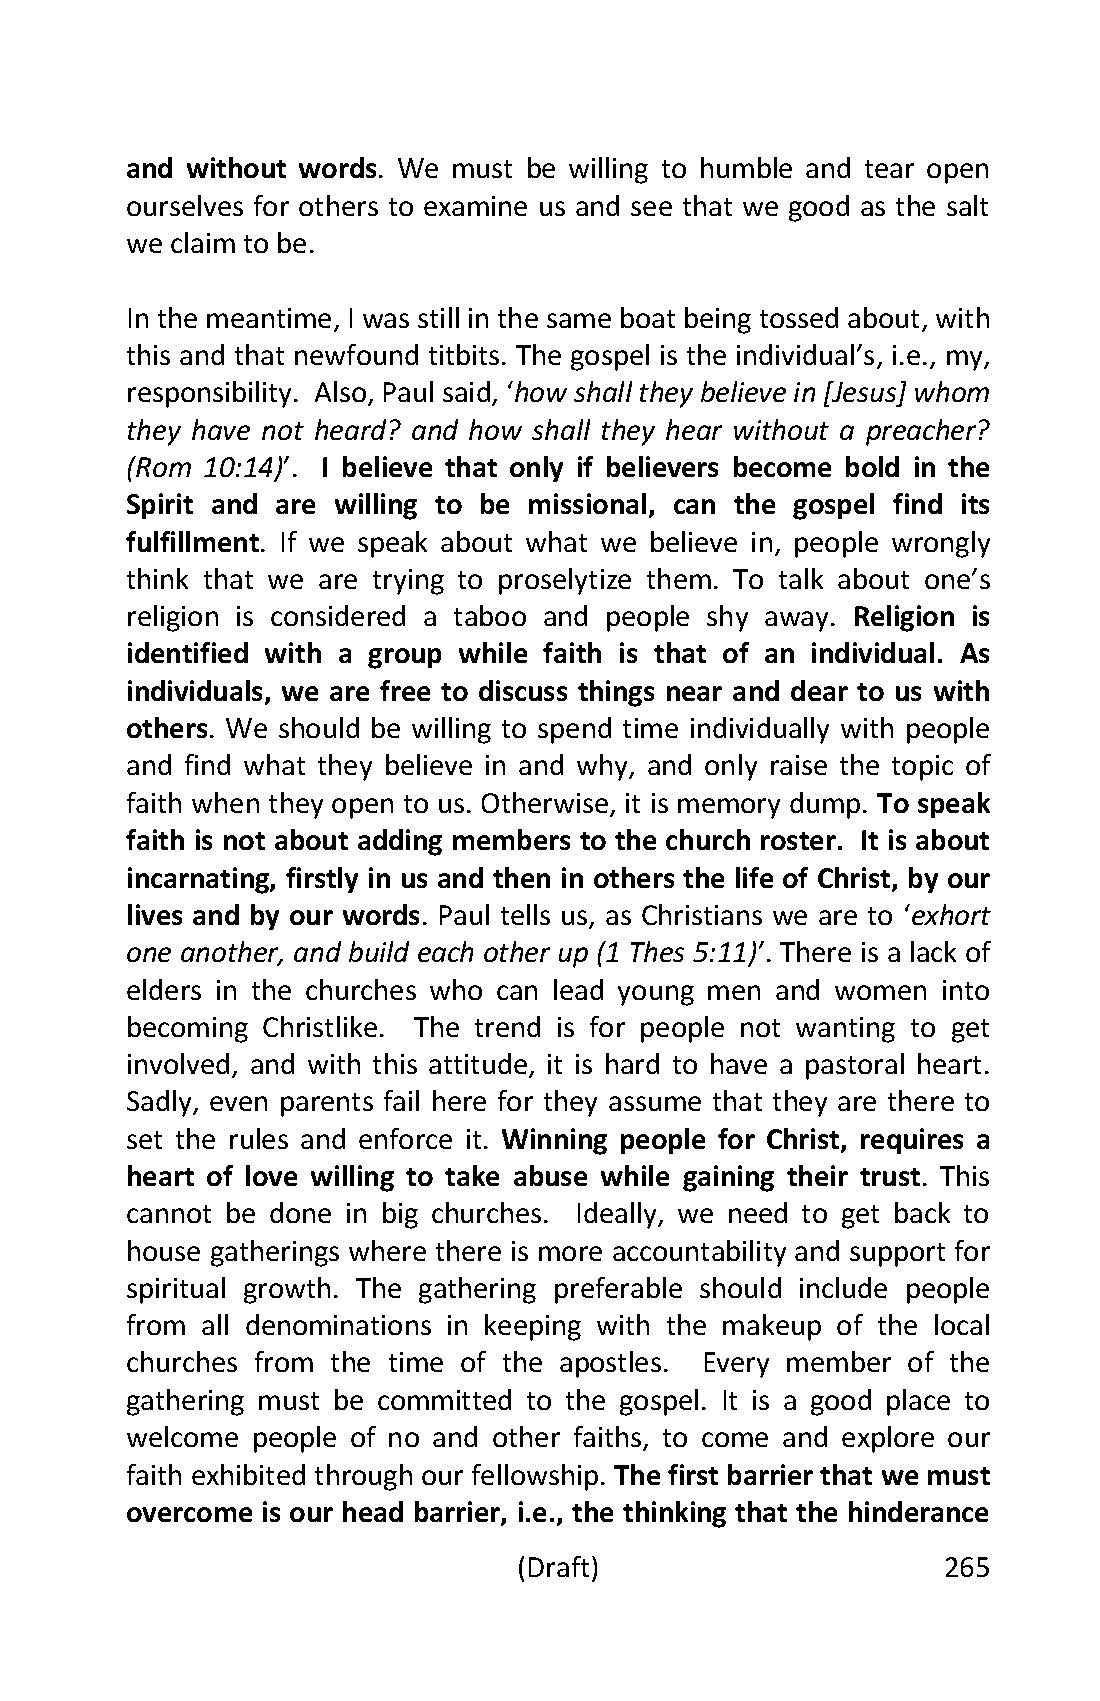 and without words. We must be willing to humble and tear open
ourselves for others to examine us and see that we good as the salt
we claim to be.
In the meantime, I was still in the same boat being tossed about, with
this and that newfound titbits. The gospel is the individual’s, i.e., my,
responsibility. Also, Paul said, ‘how shall they believe in [Jesus] whom
they have not heard? and how shall they hear without a preacher?
(Rom 10:14)’. I believe that only if believers become bold in the
Spirit and are willing to be missional, can the gospel find its
fulfillment. If we speak about what we believe in, people wrongly
think that we are trying to proselytize them. To talk about one’s
religion is considered a taboo and people shy away. Religion is
identified with a group while faith is that of an individual. As
individuals, we are free to discuss things near and dear to us with
others. We should be willing to spend time individually with people
and find what they believe in and why, and only raise the topic of
faith when they open to us. Otherwise, it is memory dump. To speak
faith is not about adding members to the church roster. It is about
incarnating, firstly in us and then in others the life of Christ, by our
lives and by our words. Paul tells us, as Christians we are to ‘exhort
one another, and build each other up (1 Thes 5:11)’. There is a lack of
elders in the churches who can lead young men and women into
becoming Christlike. The trend is for people not wanting to get
involved, and with this attitude, it is hard to have a pastoral heart.
Sadly, even parents fail here for they assume that they are there to
set the rules and enforce it. Winning people for Christ, requires a
heart of love willing to take abuse while gaining their trust. This
cannot be done in big churches. Ideally, we need to get back to
house gatherings where there is more accountability and support for
spiritual growth. The gathering preferable should include people
from all denominations in keeping with the makeup of the local
churches from the time of the apostles. Every member of the
gathering must be committed to the gospel. It is a good place to
welcome people of no and other faiths, to come and explore our
faith exhibited through our fellowship. The first barrier that we must
overcome is our head barrier, i.e., the thinking that the hinderance
(Draft) 265